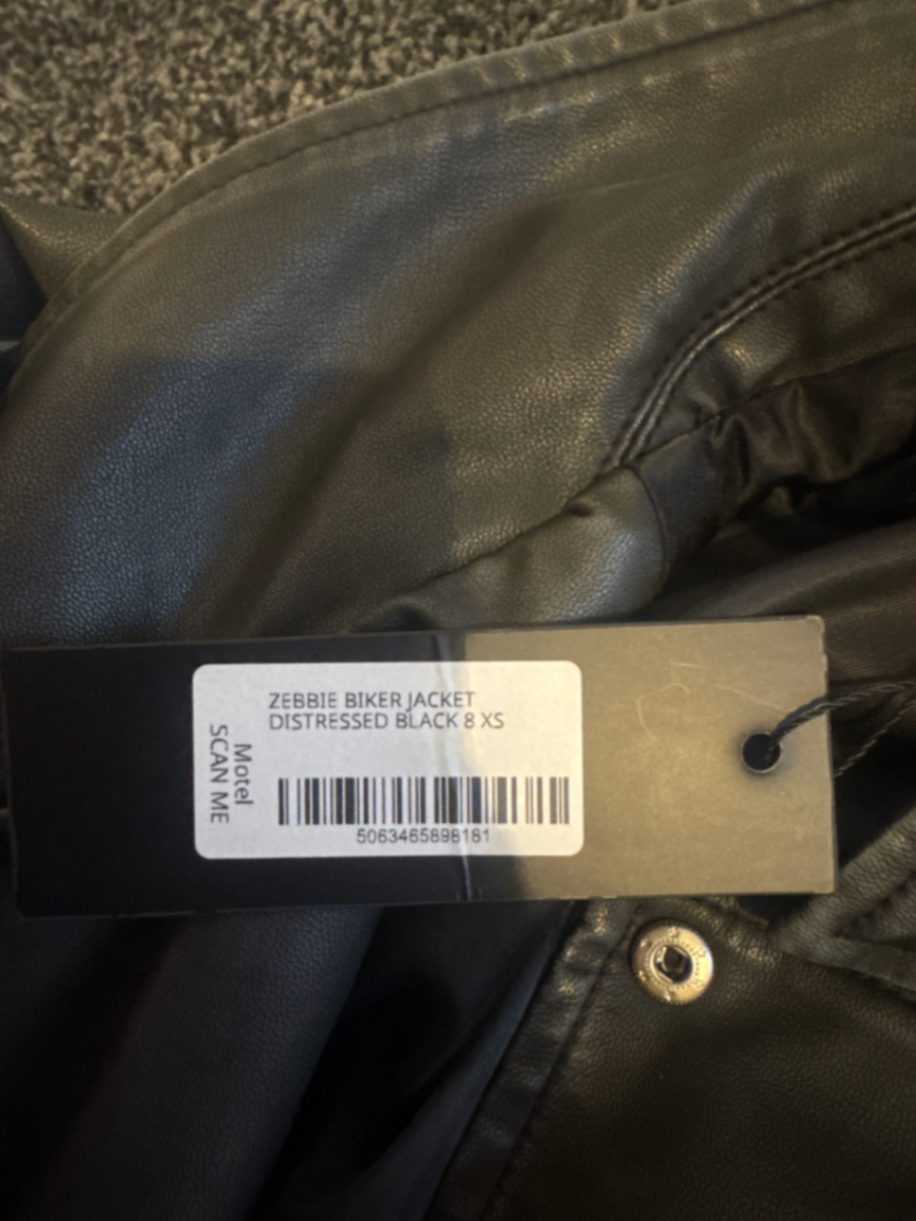 ZEBBIE BIKER JACKET
DISTRESSED BLACK 8 XS
Motel
SCAN ME
5063465898181